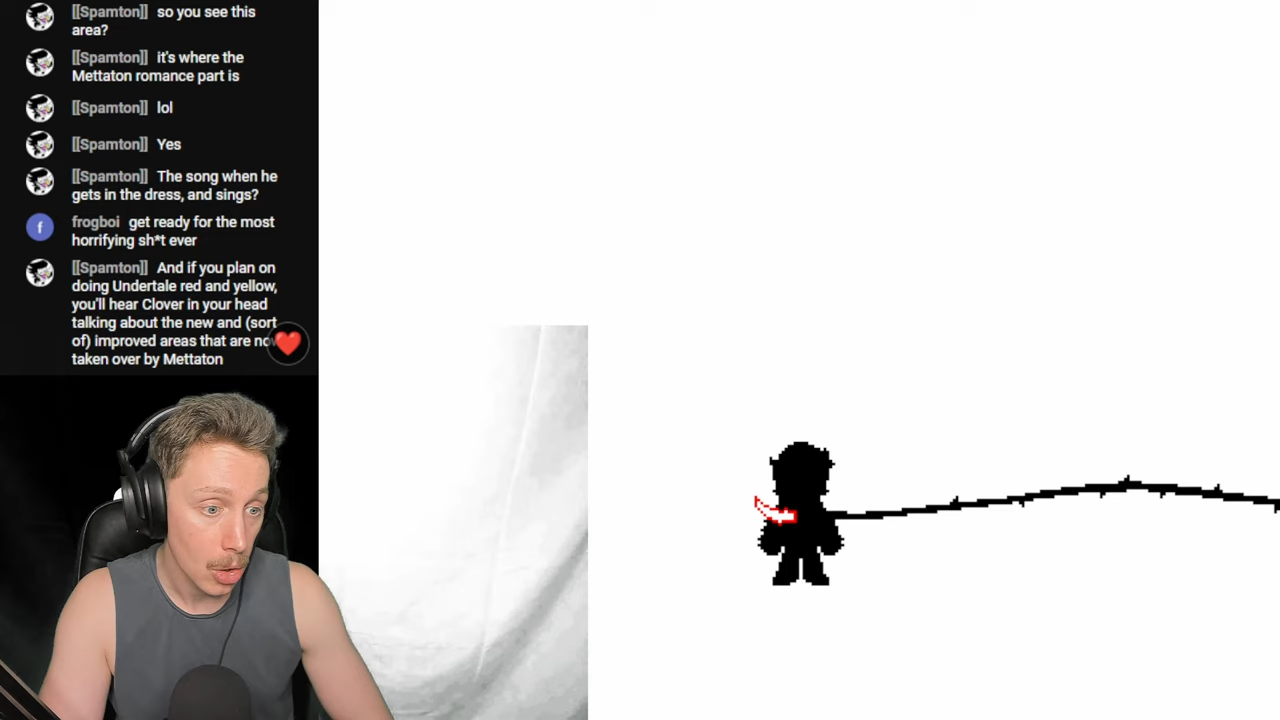 [[Spamton]] so you see this
area?
[[Spamton]] it's where the
Mettaton romance part is
[[Spamton]] lol
[[Spamton]] Yes
[[Spamton]] The song when he
gets in the dress, and sings?
f
frogboi get ready for the most
horrifying sh*t ever
[[Spamton]] And if you plan on
doing Undertale red and yellow,
you'll hear Clover in your head
talking about the new and (sort
of) improved areas that are
taken over by Mettaton